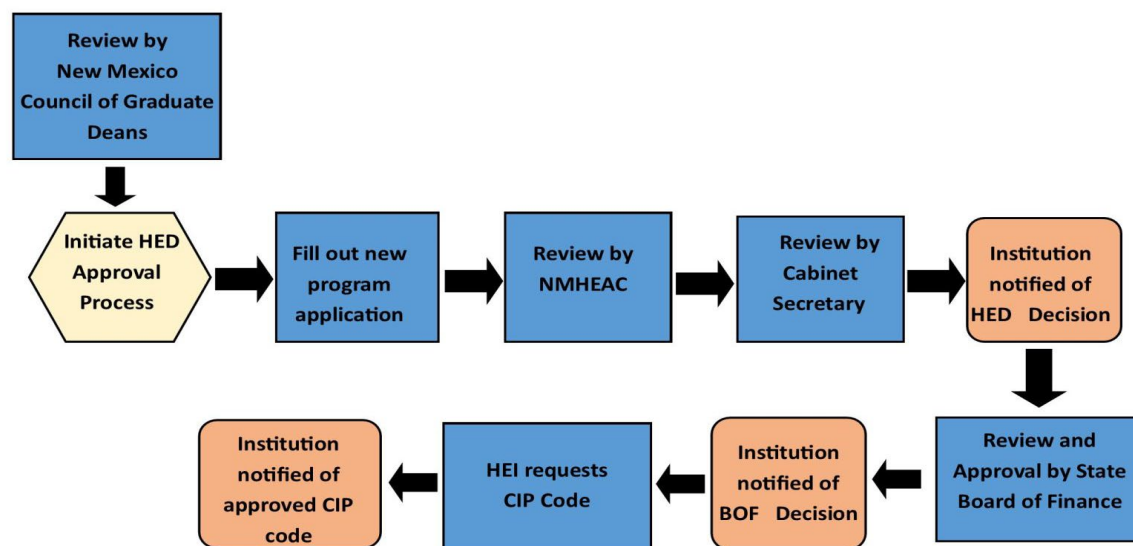 Review by
New Mexico
Council of Graduate
Deans
Initiate HED
Approval
Process
Fill out new
program
application
Review by
NMHEAC
Review by
Cabinet
Secretary
Institution
notified of
HED Decision
Review and
Approval by State
Board of Finance
Institution
notified of
BOF Decision
HEI requests
CIP Code
Institution
notified of
approved CIP
code